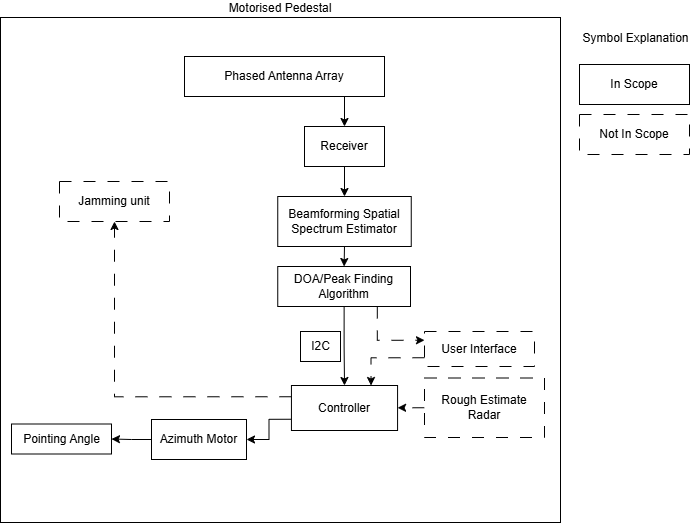 Motorised Pedestal
Symbol Explanation
Phased Antenna Array
In Scope
Receiver
Not In Scope
Jamming unit
Beamforming Spatial
Spectrum Estimator
DOA/Peak Finding
Algorithm
I2C
User Interface
Controller
Rough Estimate
Radar
Pointing Angle
Azimuth Motor